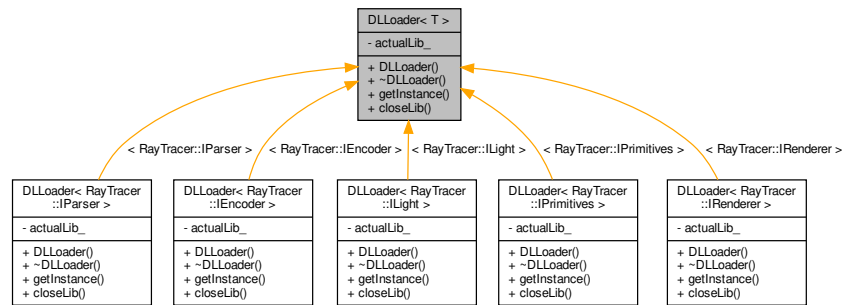 DLLoader< T >
- actualLib_
+ DLLoader()
+ ~DLLoader()
+ getInstance()
+ closeLib()
< RayTracer::IParser >
< RayTracer::IEncoder >
< RayTracer::ILight >
< RayTracer::IPrimitives >
< RayTracer::IRenderer >
DLLoader< RayTracer
::IParser >
- actualLib_
+ DLLoader()
+ ~DLLoader()
+ getInstance()
+ closeLib()
DLLoader< RayTracer
::IEncoder >
- actualLib_
+ DLLoader()
+ ~DLLoader()
+ getInstance()
+ closeLib()
DLLoader< RayTracer
::ILight >
- actualLib_
+ DLLoader()
+ ~DLLoader()
+ getInstance()
+ closeLib()
DLLoader< RayTracer
::IPrimitives >
- actualLib_
+ DLLoader()
+ ~DLLoader()
+ getInstance()
+ closeLib()
DLLoader< RayTracer
::IRenderer >
- actualLib_
+ DLLoader()
+ ~DLLoader()
+ getInstance()
+ closeLib()